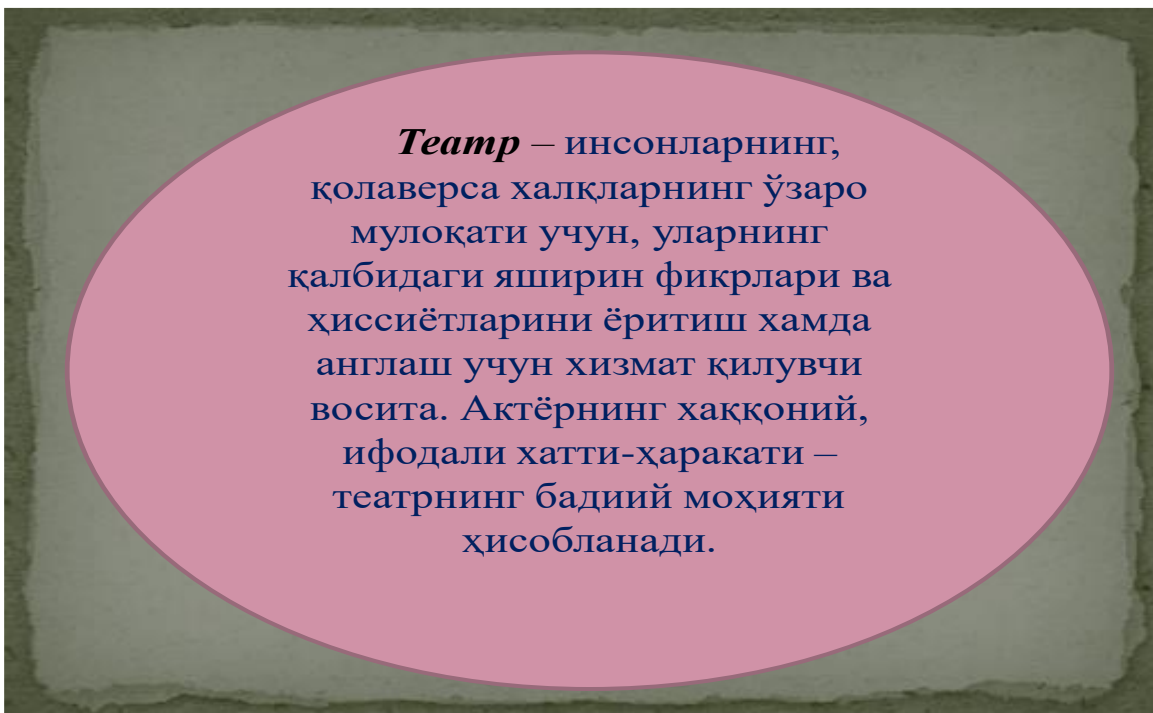 Театр – инсонларнинг,
қолаверса халқларнинг ўзаро
мулоқати учун, уларнинг
қалбидаги яширин фикрлари ва
ҳиссиётларини ёритиш хамда
англаш учун хизмат қилувчи
восита. Актёрнинг хаққоний,
ифодали хатти-ҳаракати –
театрнинг бадиий моҳияти
ҳисобланади.